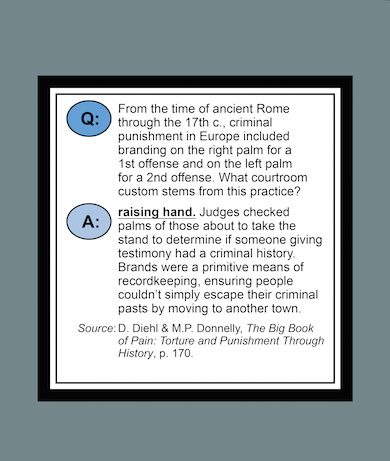 Q:
From the time of ancient Rome
through the 17th c., criminal
punishment in Europe included
branding on the right palm for a
1st offense and on the left palm
for a 2nd offense. What courtroom
custom stems from this practice?
A:
raising hand. Judges checked
palms of those about to take the
stand to determine if someone giving
testimony had a criminal history.
Brands were a primitive means of
recordkeeping, ensuring people
couldn't simply escape their criminal
pasts by moving to another town.
Source: D. Diehl & M.P. Donnelly, The Big Book
of Pain: Torture and Punishment Through
History, p. 170.